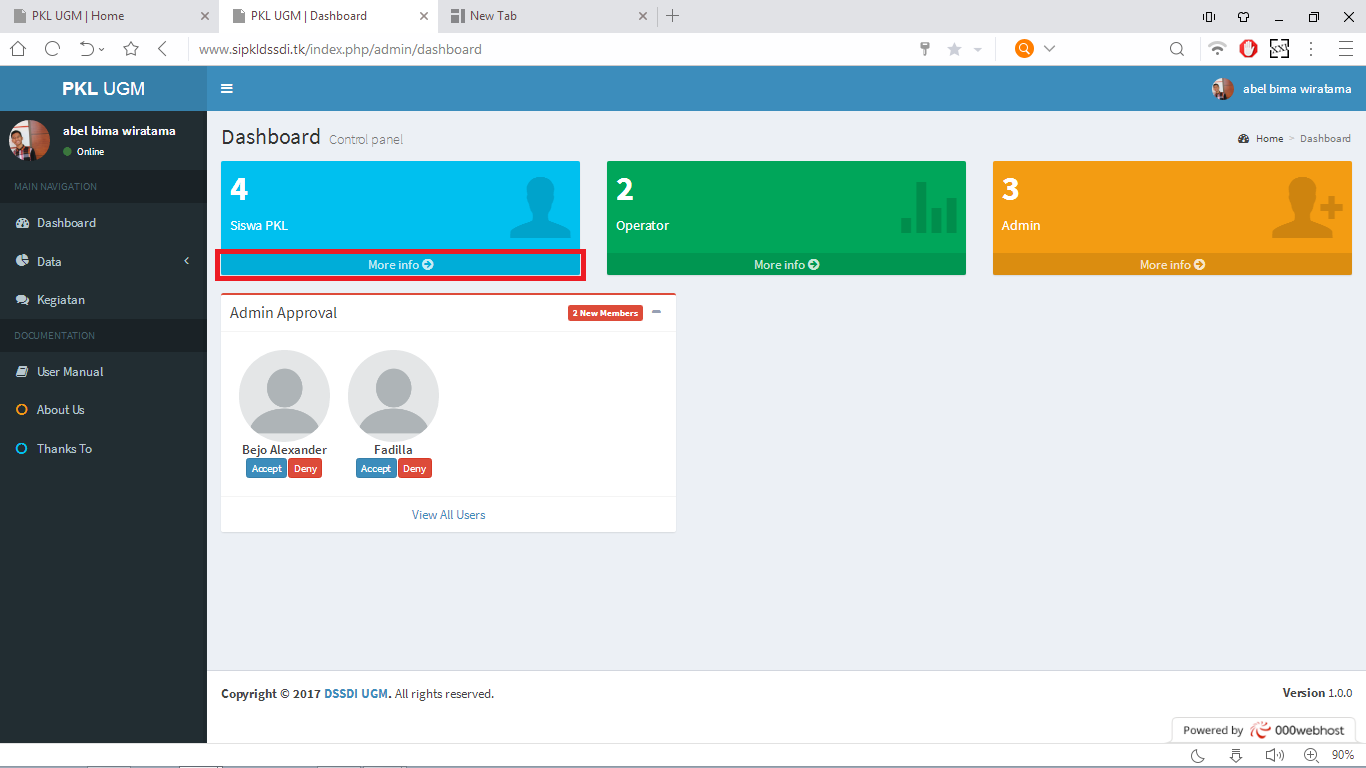 PKL UGM | Home
PKL UGM | Dashboard
New Tab
www.sipkldssdi.tk/index.php/admin/dashboard
PKL UGM
abel bima wiratama
abel bima wiratama
Online
MAIN NAVIGATION
Dashboard
Data
Kegiatan
DOCUMENTATION
User Manual
About Us
Thanks To
Dashboard Control panel
Home > Dashboard
4
Siswa PKL
More info
2
Operator
More info
3
Admin
More info
Admin Approval
2 New Members
Bejo Alexander
Accept Deny
Fadilla
Accept Deny
View All Users
Copyright © 2017 DSSDI UGM. All rights reserved.
Version 1.0.0
Powered by 000webhost
90%